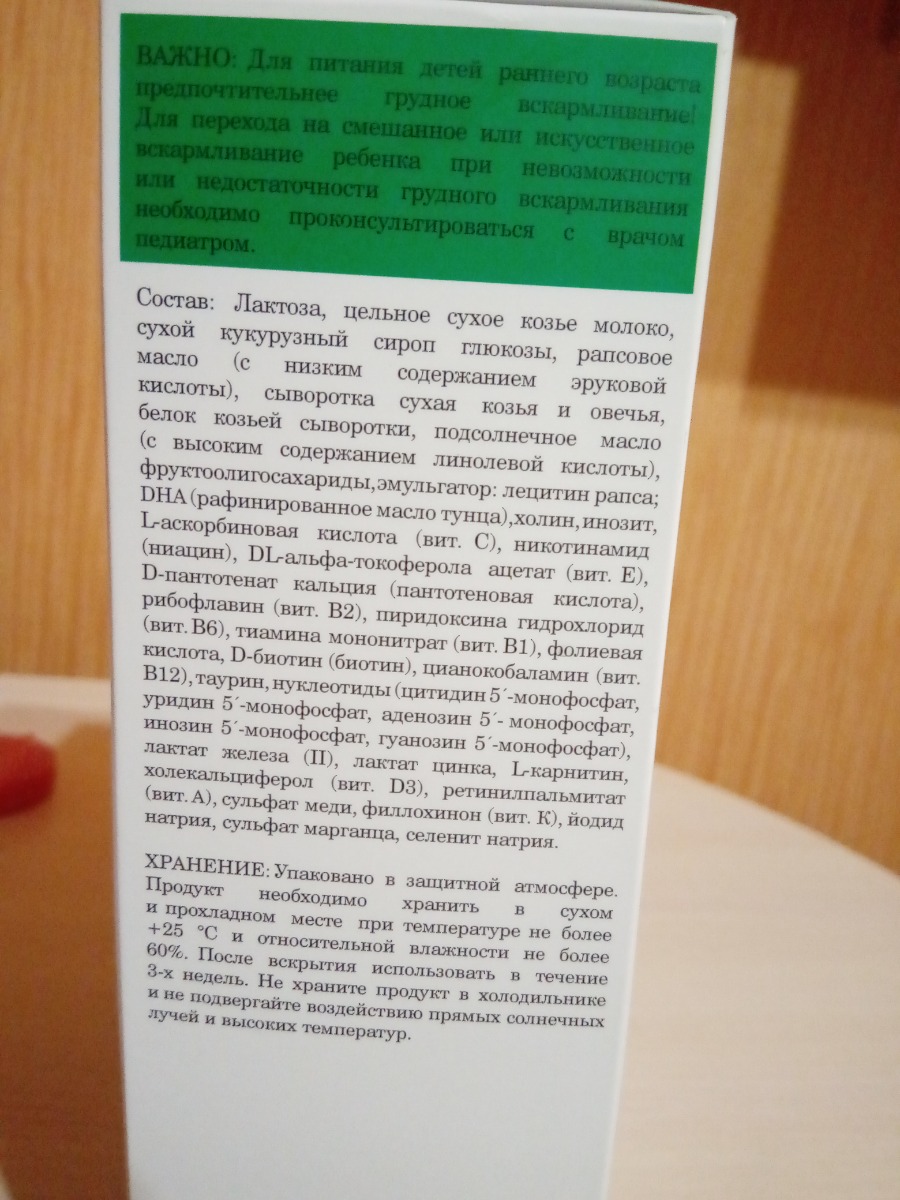 ВАЖНО: Для питания детей раннего возраста
предпочтительнее грудное вскармливание!
Для перехода на смешанное или искусственное
вскармливание ребенка при невозможности
или недостаточности грудного вскармливания
необходимо проконсультироваться с врачом
педиатром.
Состав: Лактоза, цельное сухое козье молоко,
сухой кукурузный сироп глюкозы, рапсовое
масло (с низким содержанием эруковой
кислоты), сыворотка сухая козья и овечья,
белок козьей сыворотки, подсолнечное масло
(с высоким содержанием линолевой кислоты),
фруктоолигосахариды,эмульгатор: лецитин рапса;
DHA (рафинированное масло тунца),холин,инозит,
L-аскорбиновая кислота (вит. С), никотинамид
(ниацин), DL-альфа-токоферола ацетат (вит. Е),
D-пантотенат кальция (пантотеновая кислота),
рибофлавин (вит. В2), пиридоксина гидрохлорид
(вит. В6), тиамина мононитрат (вит. В1), фолиевая
кислота, D-биотин (биотин), цианокобаламин (вит.
В12), таурин, нуклеотиды (цитидин 5´-монофосфат,
уридин 5´-монофосфат, аденозин 5´- монофосфат,
инозин 5´-монофосфат, гуанозин 5´-монофосфат),
лактат железа (II), лактат цинка, L-карнитин,
холекальциферол (вит. D3), ретинилпальмитат
(вит. А), сульфат меди, филлохинон (вит. К), йодид
натрия, сульфат марганца, селенит натрия.
ХРАНЕНИЕ: Упаковано в защитной атмосфере.
Продукт необходимо хранить в сухом
и прохладном месте при температуре не более
+25 °С и относительной влажности не более
60%. После вскрытия использовать в течение
3-х недель. Не храните продукт в холодильнике
и не подвергайте воздействию прямых солнечных
лучей и высоких температур.